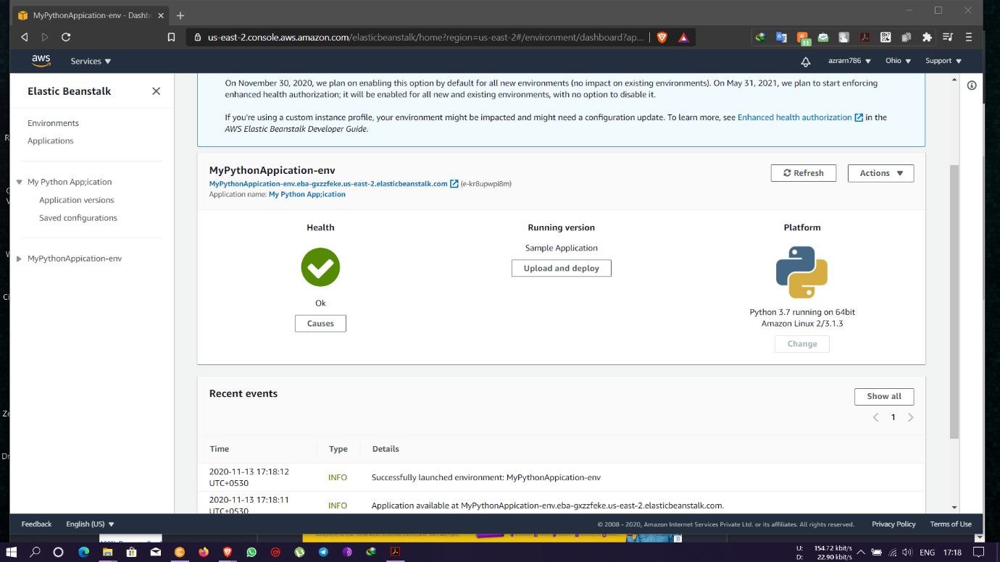 MyPythonAppication-env - Dashb
us-east-2.console.aws.amazon.com/elasticbeanstalk/home?region=us-east-2#/environment/dashboard?ap...
11
aws
Services
azram786
Ohio
Support
Elastic Beanstalk
Environments
Applications
My Python App;ication
Application versions
Saved configurations
MyPythonAppication-env
On November 30, 2020, we plan on enabling this option by default for all new environments (no impact on existing environments). On May 31, 2021, we plan to start enforcing
enhanced health authorization; it will be enabled for all new and existing environments, with no option to disable it.
If you're using a custom instance profile, your environment might be impacted and might need a configuration update. To learn more, see Enhanced health authorization in the
AWS Elastic Beanstalk Developer Guide.
MyPythonAppication-env
MyPythonAppication-env.eba-gxzzfeke.us-east-2.elasticbeanstalk.com (e-kr8upwpi8m)
Application name: My Python App;ication
Refresh
Actions
Health
Ok
Causes
Running version
Sample Application
Upload and deploy
Platform
Python 3.7 running on 64bit
Amazon Linux 2/3.1.3
Change
Recent events
Show all
1
Time Type Details
2020-11-13 17:18:12
UTC+0530
INFO
Successfully launched environment: MyPythonAppication-env
2020-11-13 17:18:11
UTC+0530
INFO
Application available at MyPythonAppication-env.eba-gxzzfeke.us-east-2.elasticbeanstalk.com.
Feedback
English (US)
© 2008 - 2020, Amazon Internet Services Private Ltd. or its affiliates. All rights reserved.
Privacy Policy
Terms of Use
U: 154.72 kbit/s
D: 22.90 kbit/s
ENG
17:18